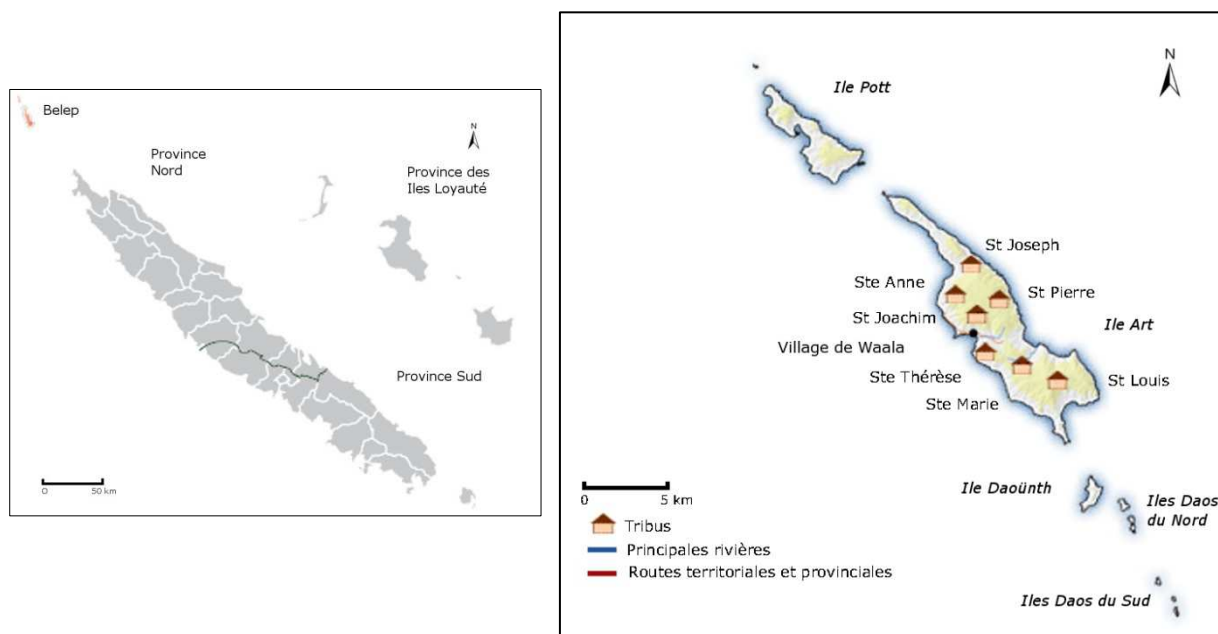 Belep
N
Province
Nord
Province des
Iles Loyauté
Province Sud
0 50 km
N
Ile Pott
St Joseph
Ste Anne
St Pierre
St Joachim
Ile Art
Village de Waala
Ste Thérèse
St Louis
Ste Marie
Ile Daoünth
Iles Daos
du Nord
0 5 km
Tribus
Principales rivières
Routes territoriales et provinciales
Iles Daos du Sud